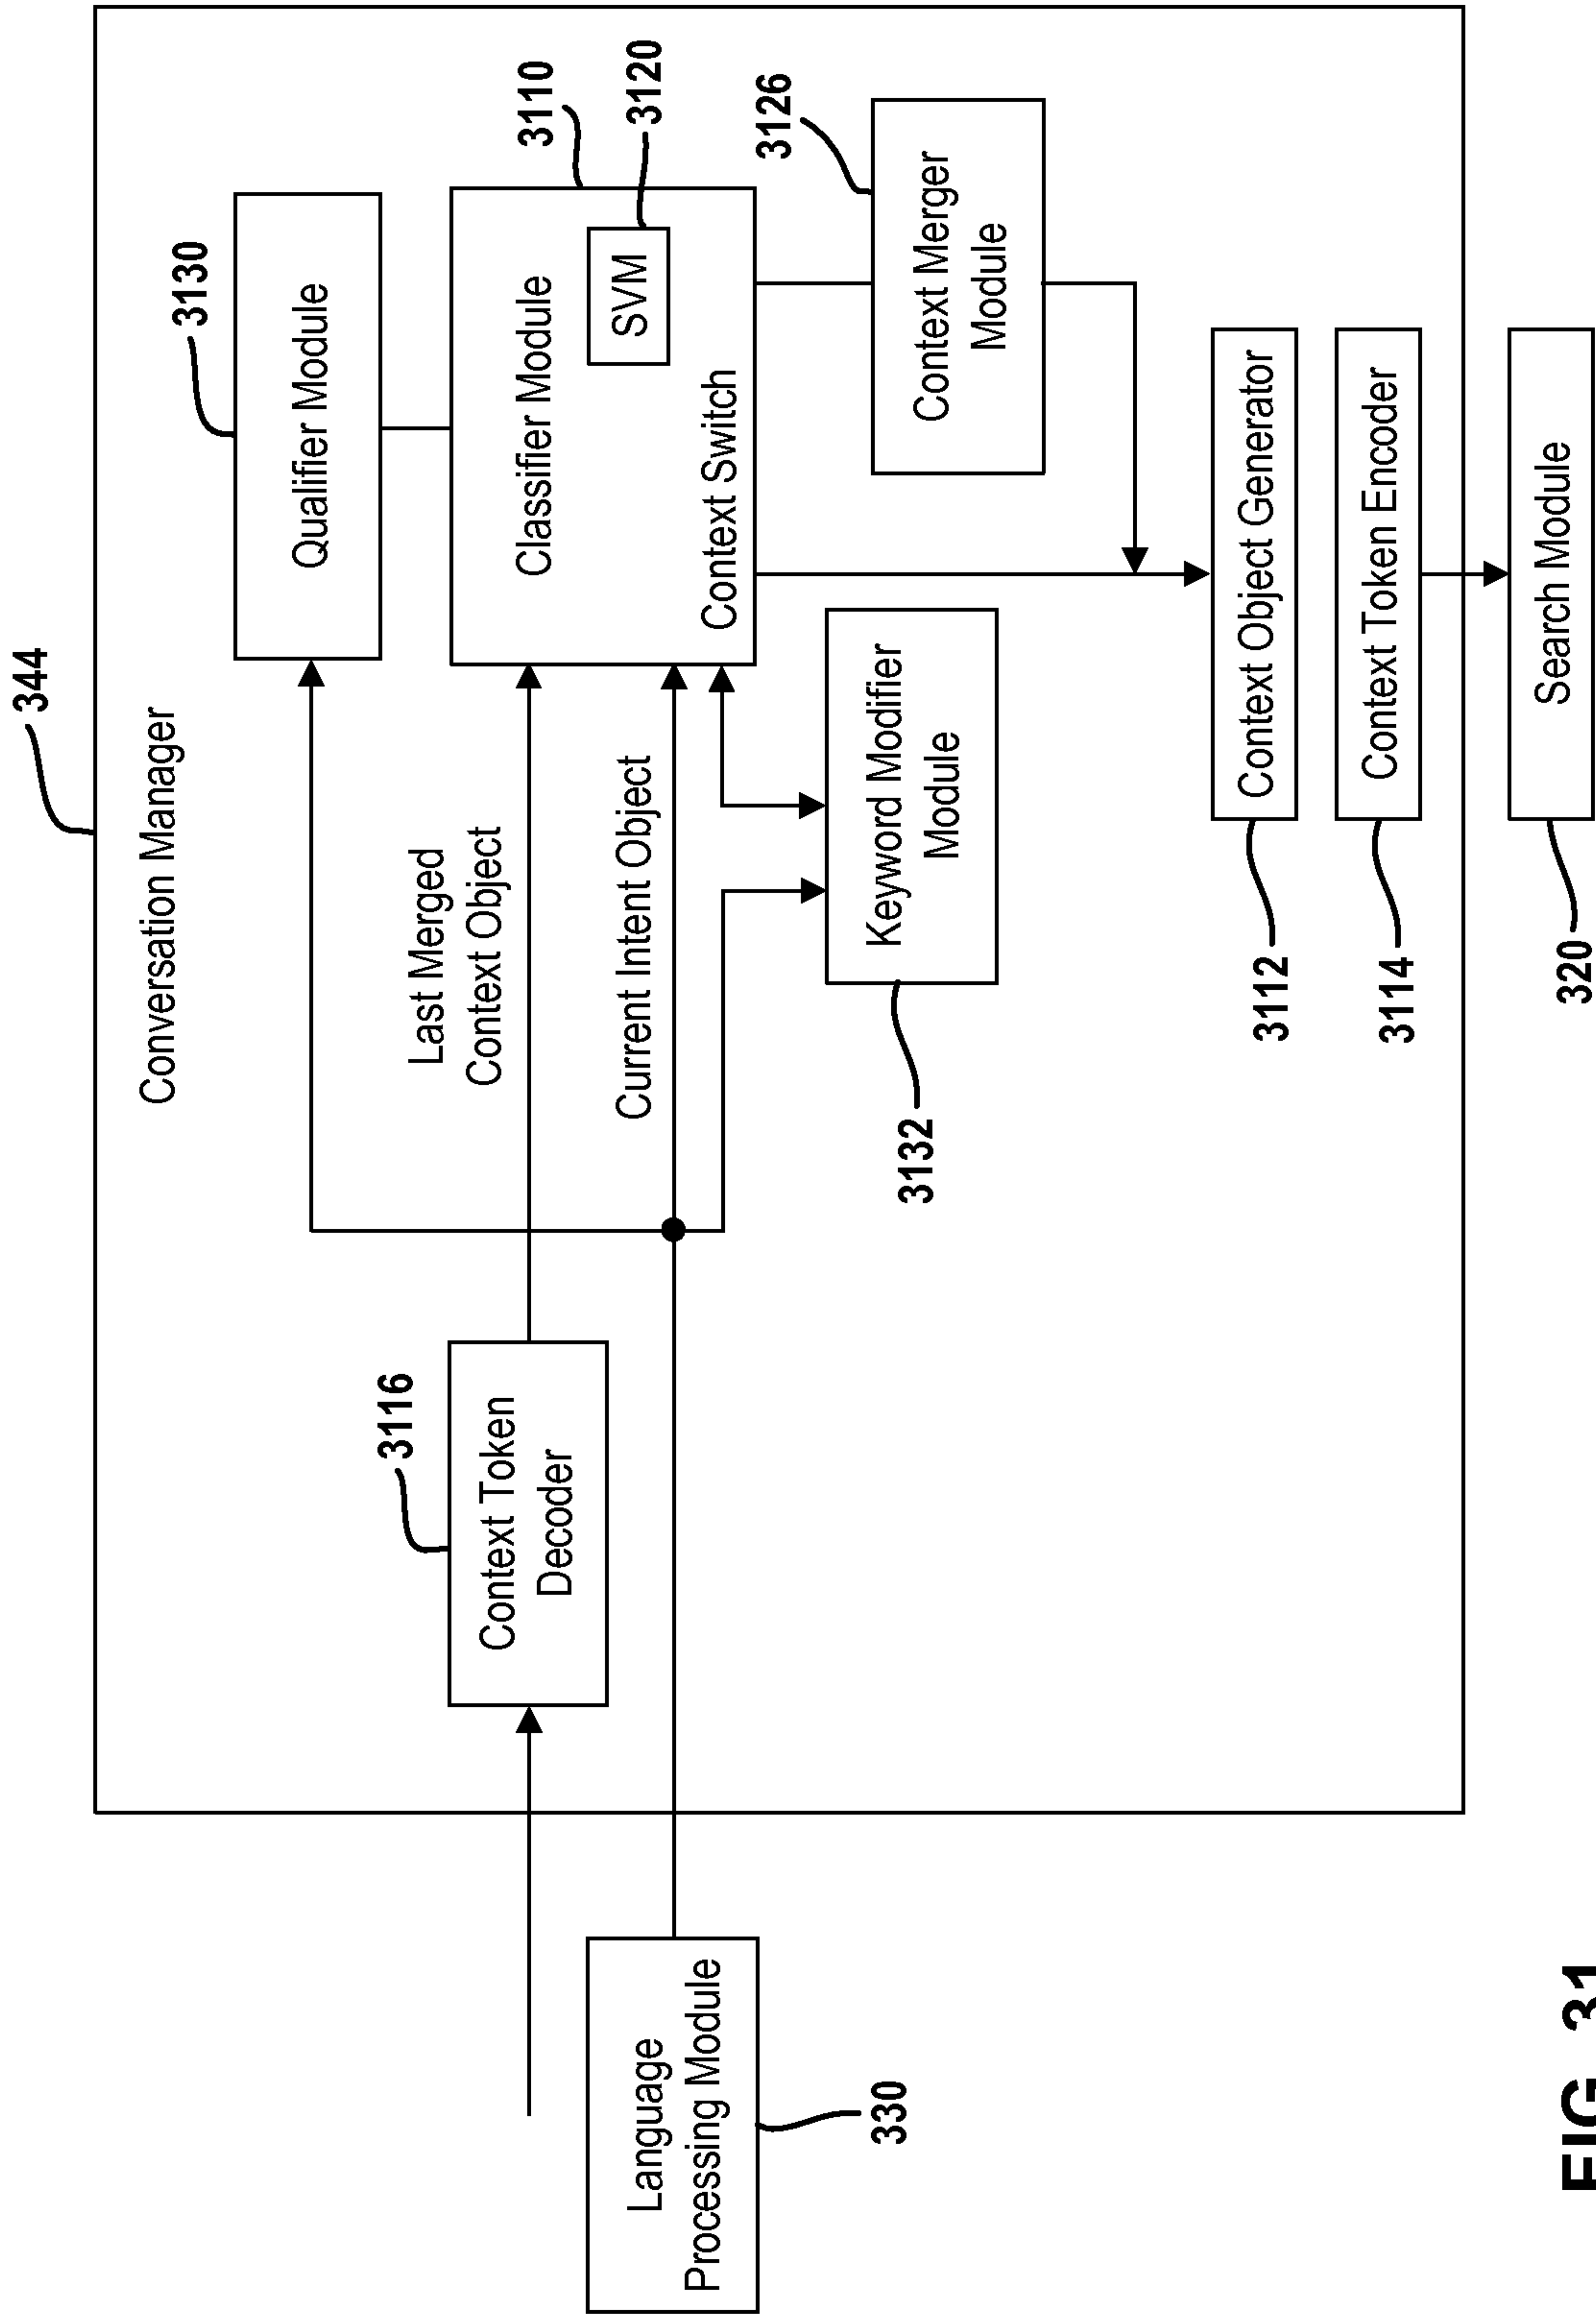 344
Conversation Manager
3130
Qualifier Module
3110
3120
Classifier Module
SVM
Context Switch
3116
Context Token
Decoder
Last Merged
Context Object
Current Intent Object
3126
Context Merger
Module
Keyword Modifier
Module
3132
Language
Processing Module
330
Context Object Generator
3112
Context Token Encoder
3114
Search Module
320
FIG. 31